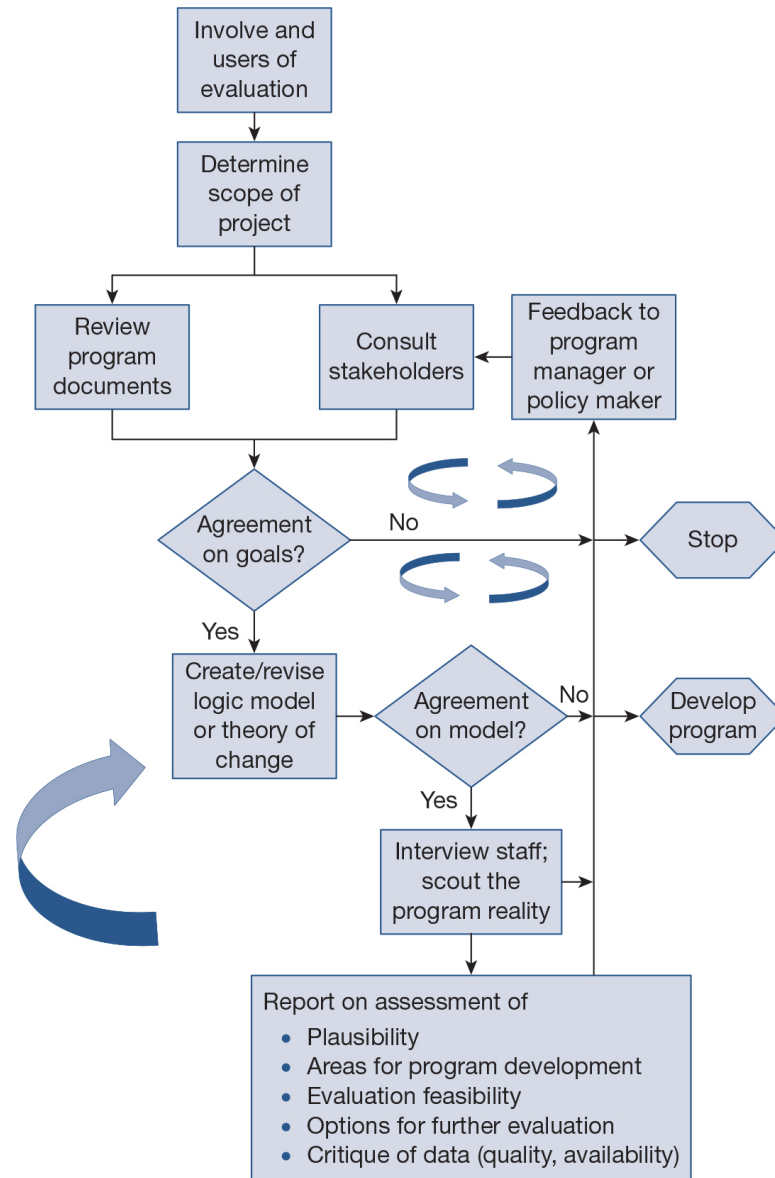 Involve and
users of
evaluation
Determine
scope of
project
Review
program
documents
Consult
stakeholders
Feedback to
program
manager or
policy maker
Agreement
on goals?
No
Stop
Yes
Create/revise
logic model
or theory of
change
Agreement
on model?
No
Develop
program
Yes
Interview staff;
scout the
program reality
Report on assessment of
• Plausibility
• Areas for program development
• Evaluation feasibility
• Options for further evaluation
• Critique of data (quality, availability)